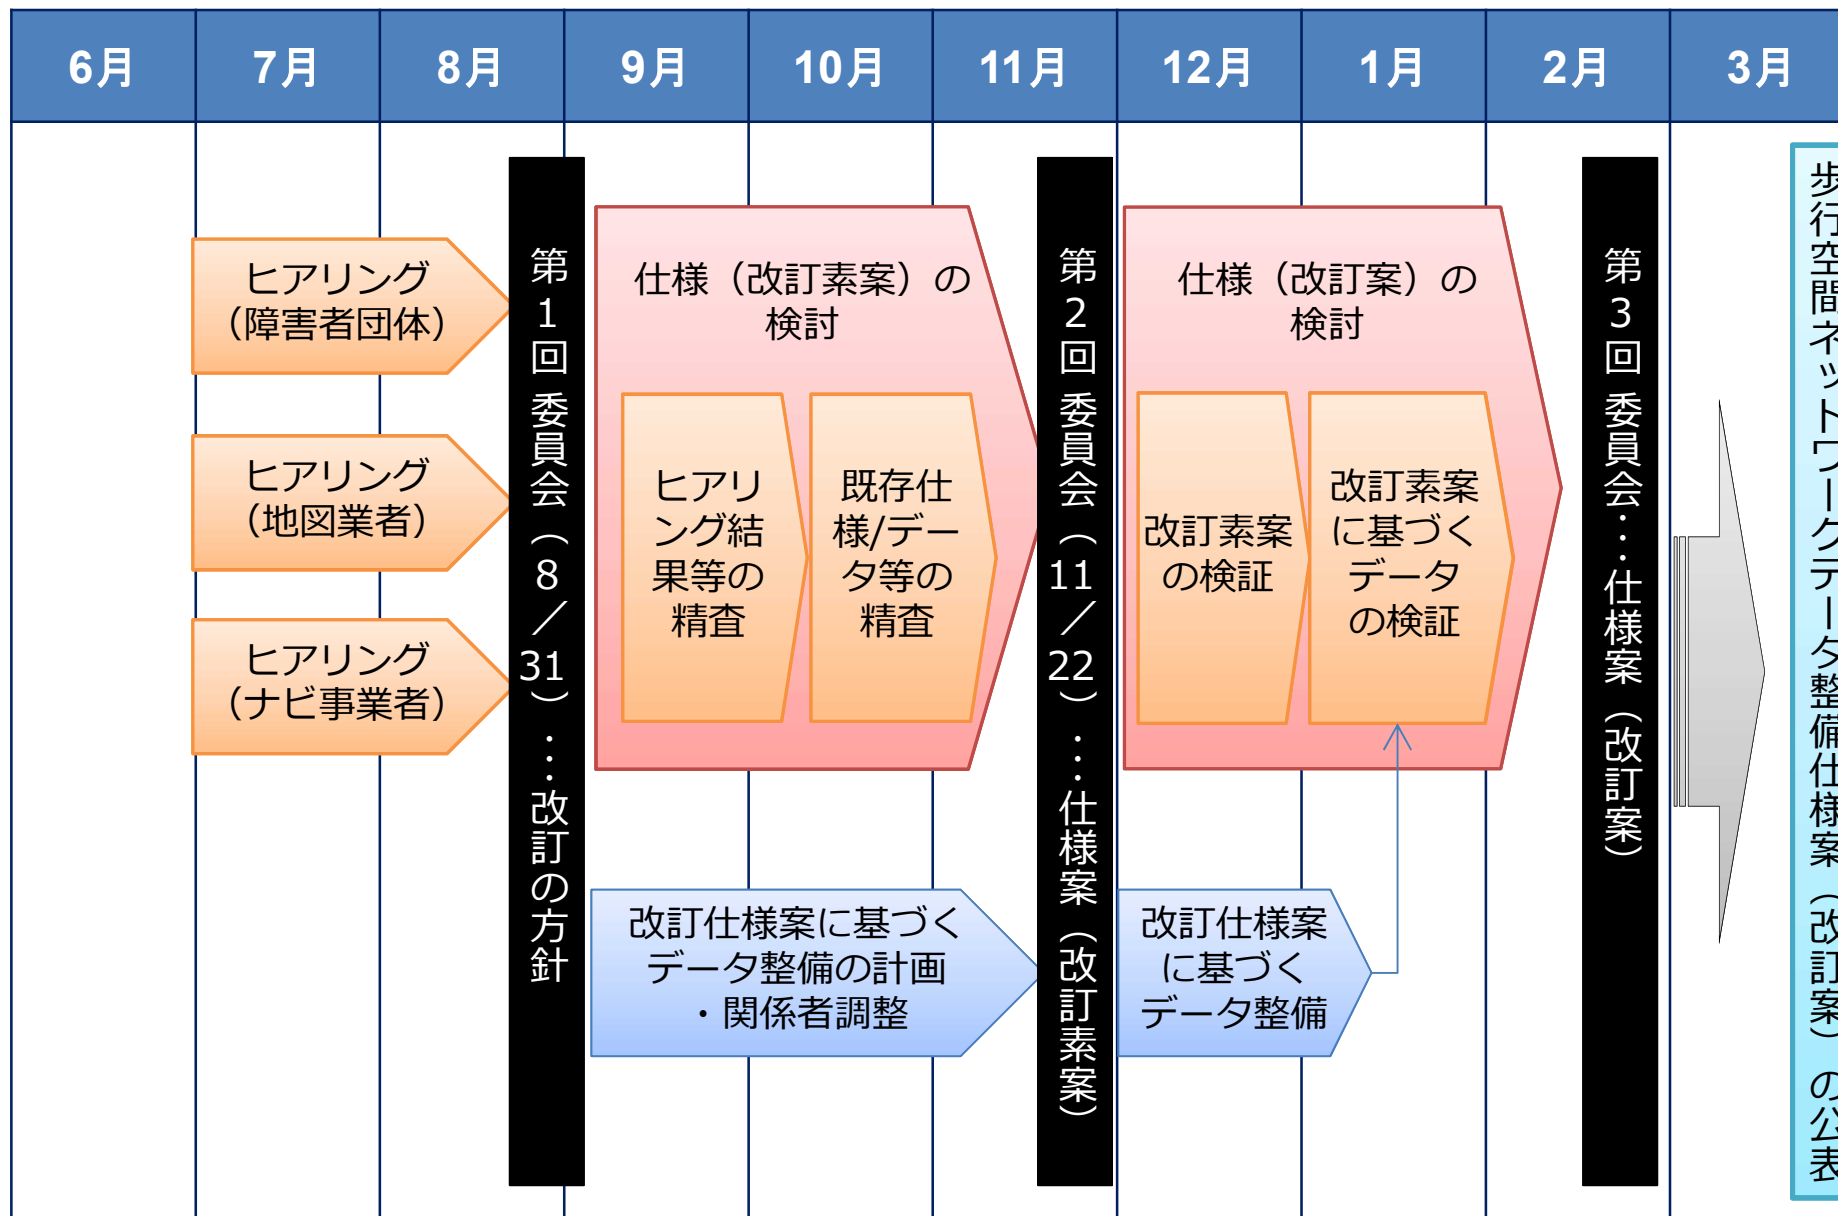 6月
7月
8月
9月
10月
11月
12月
1月
2月
3月
ヒアリング
（障害者団体）
ヒアリング
（地図業者）
ヒアリング
（ナビ事業者）
第1回 委員会（8／31）…改訂の方針
仕様（改訂素案）の
検討
ヒアリ
ング結
果等の
精査
既存仕
様/デー
タ等の
精査
改訂仕様案に基づく
データ整備の計画
・関係者調整
第2回 委員会（11／22）…仕様案（改訂素案）
仕様（改訂案）の
検討
改訂素案
の検証
改訂素案
に基づく
データ
の検証
改訂仕様案
に基づく
データ整備
第3回 委員会…仕様案（改訂案）
歩行空間ネットワークデータ整備仕様案（改訂案）の公表